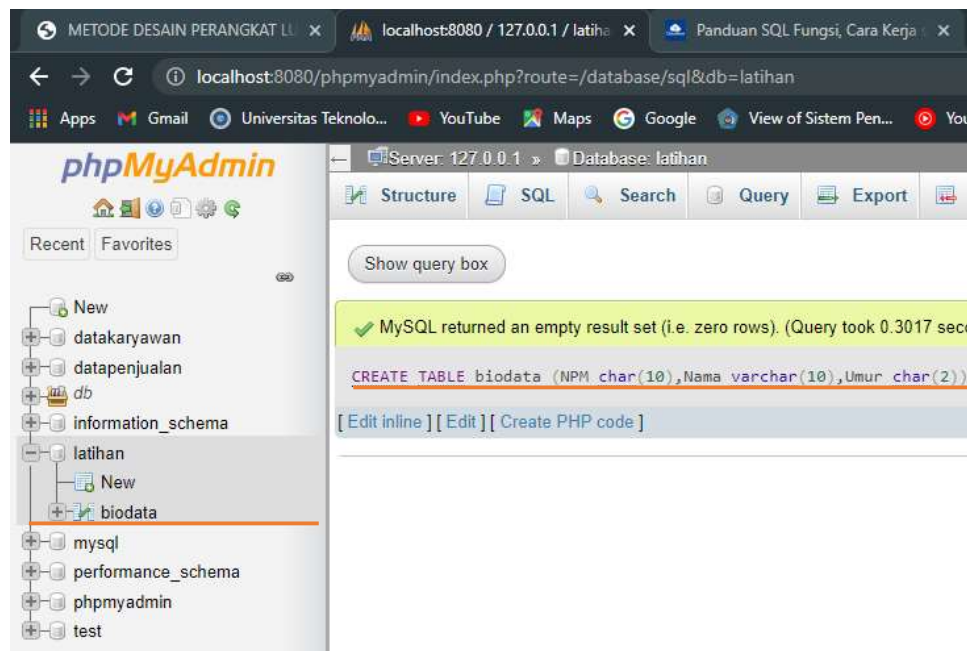 METODE DESAIN PERANGKAT LU
localhost:8080 / 127.0.0.1 / latiha
Panduan SQL Fungsi, Cara Kerja
localhost:8080/phpmyadmin/index.php?route=/database/sql&db=latihan
Apps Gmail Universitas Teknolo... YouTube Maps Google View of Sistem Pen... You
phpMyAdmin
Server: 127.0.0.1 » Database: latihan
Structure SQL Search Query Export
Recent Favorites
Show query box
New
datakaryawan
datapenjualan
db
information_schema
latihan
New
biodata
mysql
performance_schema
phpmyadmin
test
MySQL returned an empty result set (i.e. zero rows). (Query took 0.3017 seco
CREATE TABLE biodata (NPM char(10),Nama varchar(10),Umur char(2))
[ Edit inline ] [ Edit ] [ Create PHP code ]